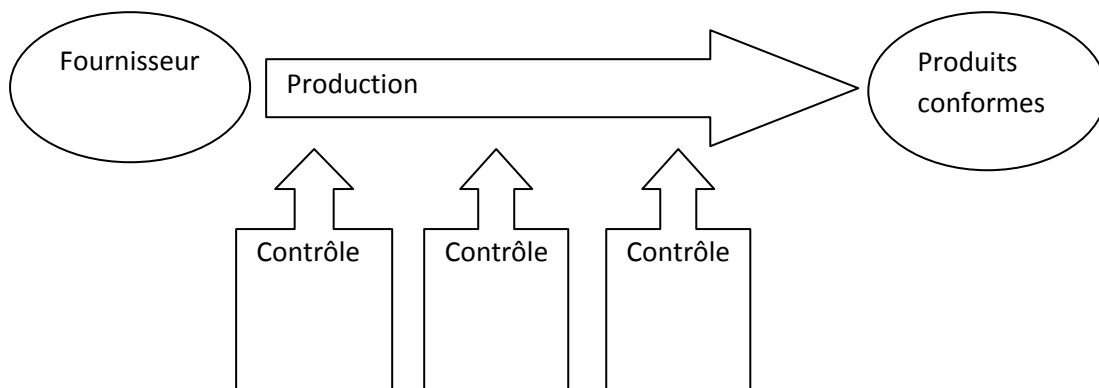 Fournisseur
Production
Produits
conformes
Contrôle
Contrôle
Contrôle